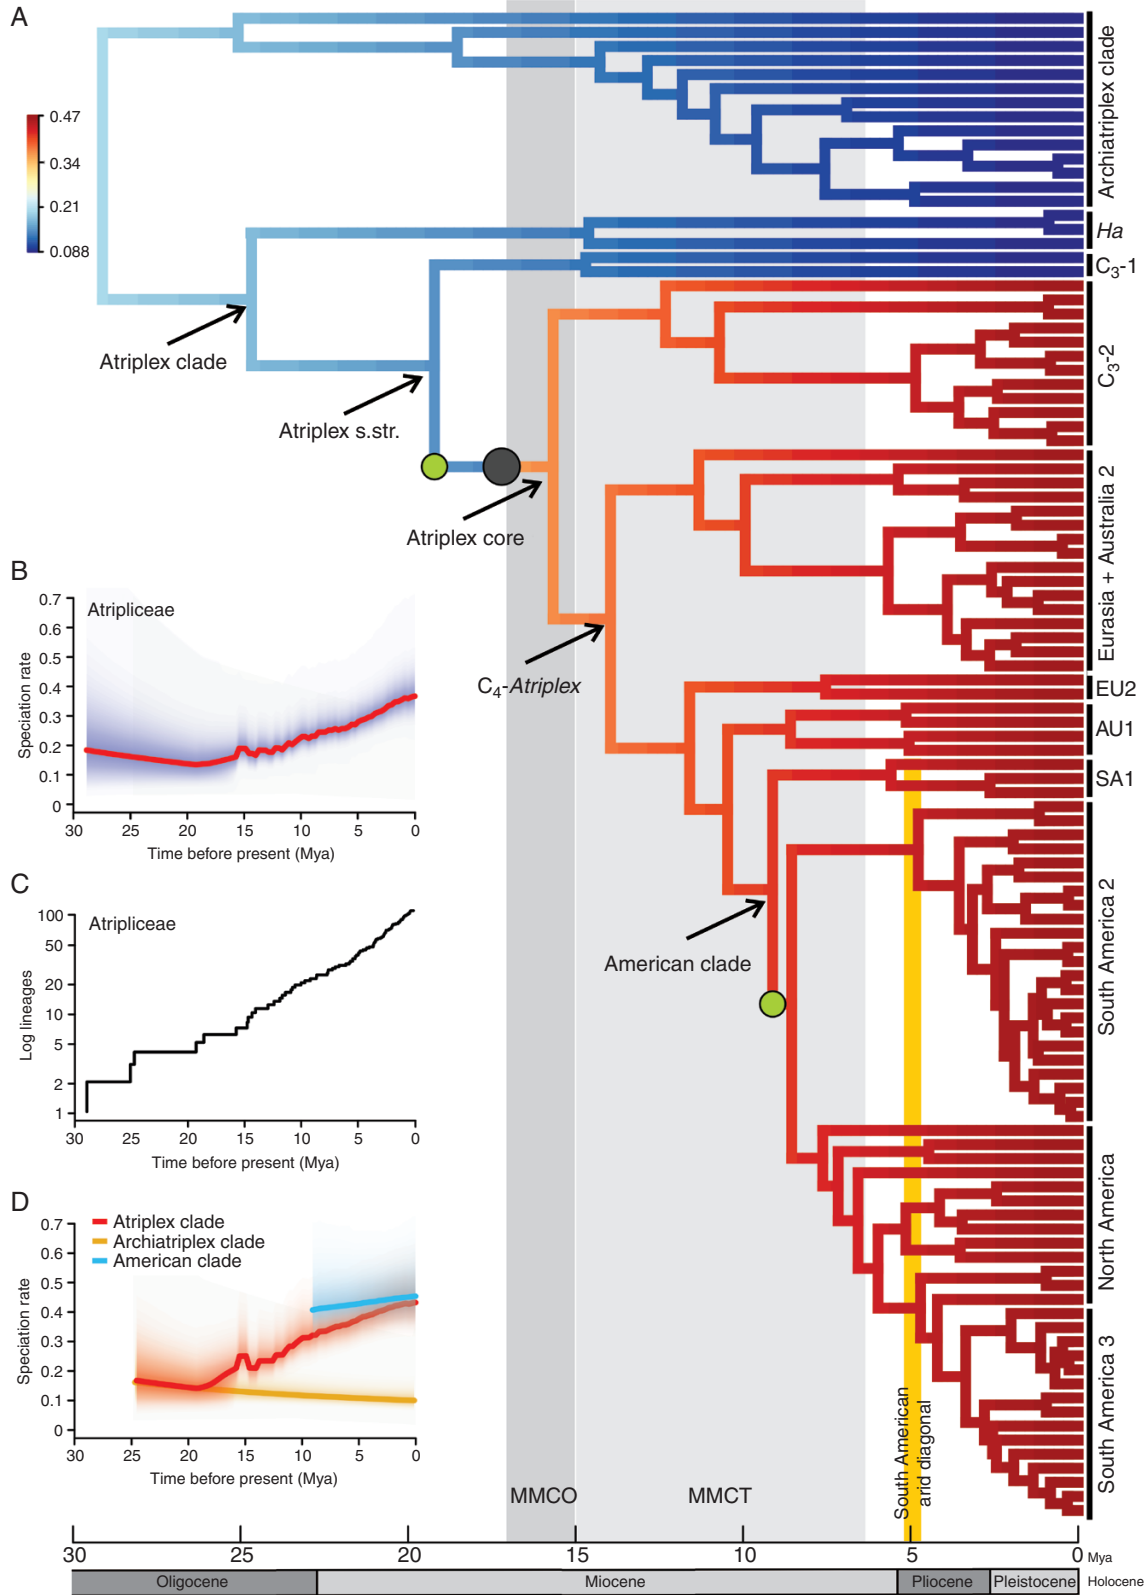 A
0.47
0.34
0.21
0.088
Archiatriplex clade
Ha
C3-1
C3-2
Eurasia + Australia 2
EU2
AU1
SA1
South America 2
North America
South America 3
Atriplex clade
Atriplex s.str.
Atriplex core
C4-Atriplex
American clade
B
Atripliceae
Speciation rate
0.7
0.6
0.5
0.4
0.3
0.2
0.1
0
30 25 20 15 10 5 0
Time before present (Mya)
C
Atripliceae
Log lineages
100
50
20
10
5
2
1
30 25 20 15 10 5 0
Time before present (Mya)
D
Atriplex clade
Archiatriplex clade
American clade
Speciation rate
0.7
0.6
0.5
0.4
0.3
0.2
0.1
0
30 25 20 15 10 5 0
Time before present (Mya)
MMCO
MMCT
South American
arid diagonal
30 25 20 15 10 5 0 Mya
Oligocene Miocene Pliocene Pleistocene Holocene